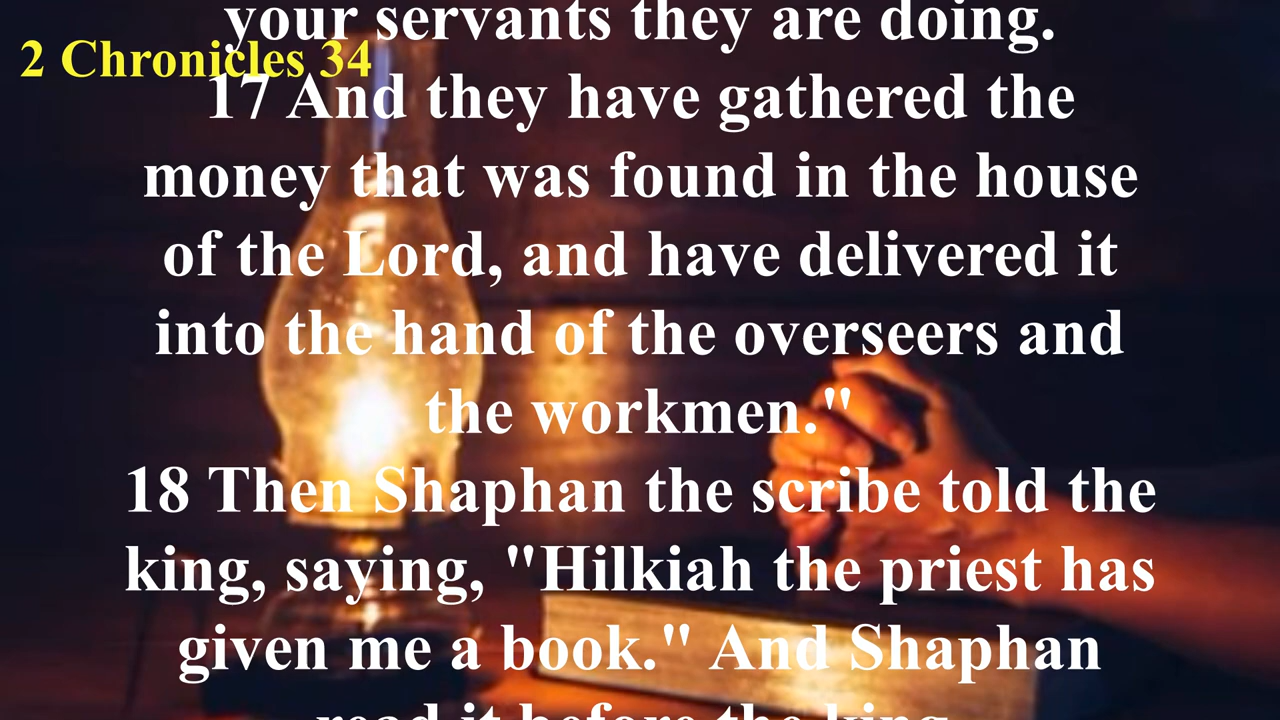 your servants they are doing.
2 Chronicles 34
17 And they have gathered the
money that was found in the house
of the Lord, and have delivered it
into the hand of the overseers and
the workmen."
18 Then Shaphan the scribe told the
king, saying, "Hilkiah the priest has
given me a book." And Shaphan
read it before the king.